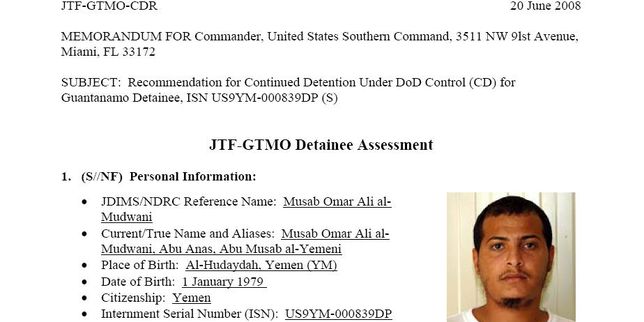 JTF-GTMO-CDR 20 June 2008
MEMORANDUM FOR Commander, United States Southern Command, 3511 NW 9lst Avenue,
Miami, FL 33172
SUBJECT: Recommendation for Continued Detention Under DoD Control (CD) for
Guantanamo Detainee, ISN US9YM-000839DP (S)
JTF-GTMO Detainee Assessment
1. (S//NF) Personal Information:
• JDIMS/NDRC Reference Name: Musab Omar Ali al-
Mudwani
• Current/True Name and Aliases: Musab Omar Ali al-
Mudwani, Abu Anas, Abu Musab al-Yemeni
• Place of Birth: Al-Hudaydah, Yemen (YM)
• Date of Birth: 1 January 1979
• Citizenship: Yemen
• Internment Serial Number (ISN): US9YM-000839DP